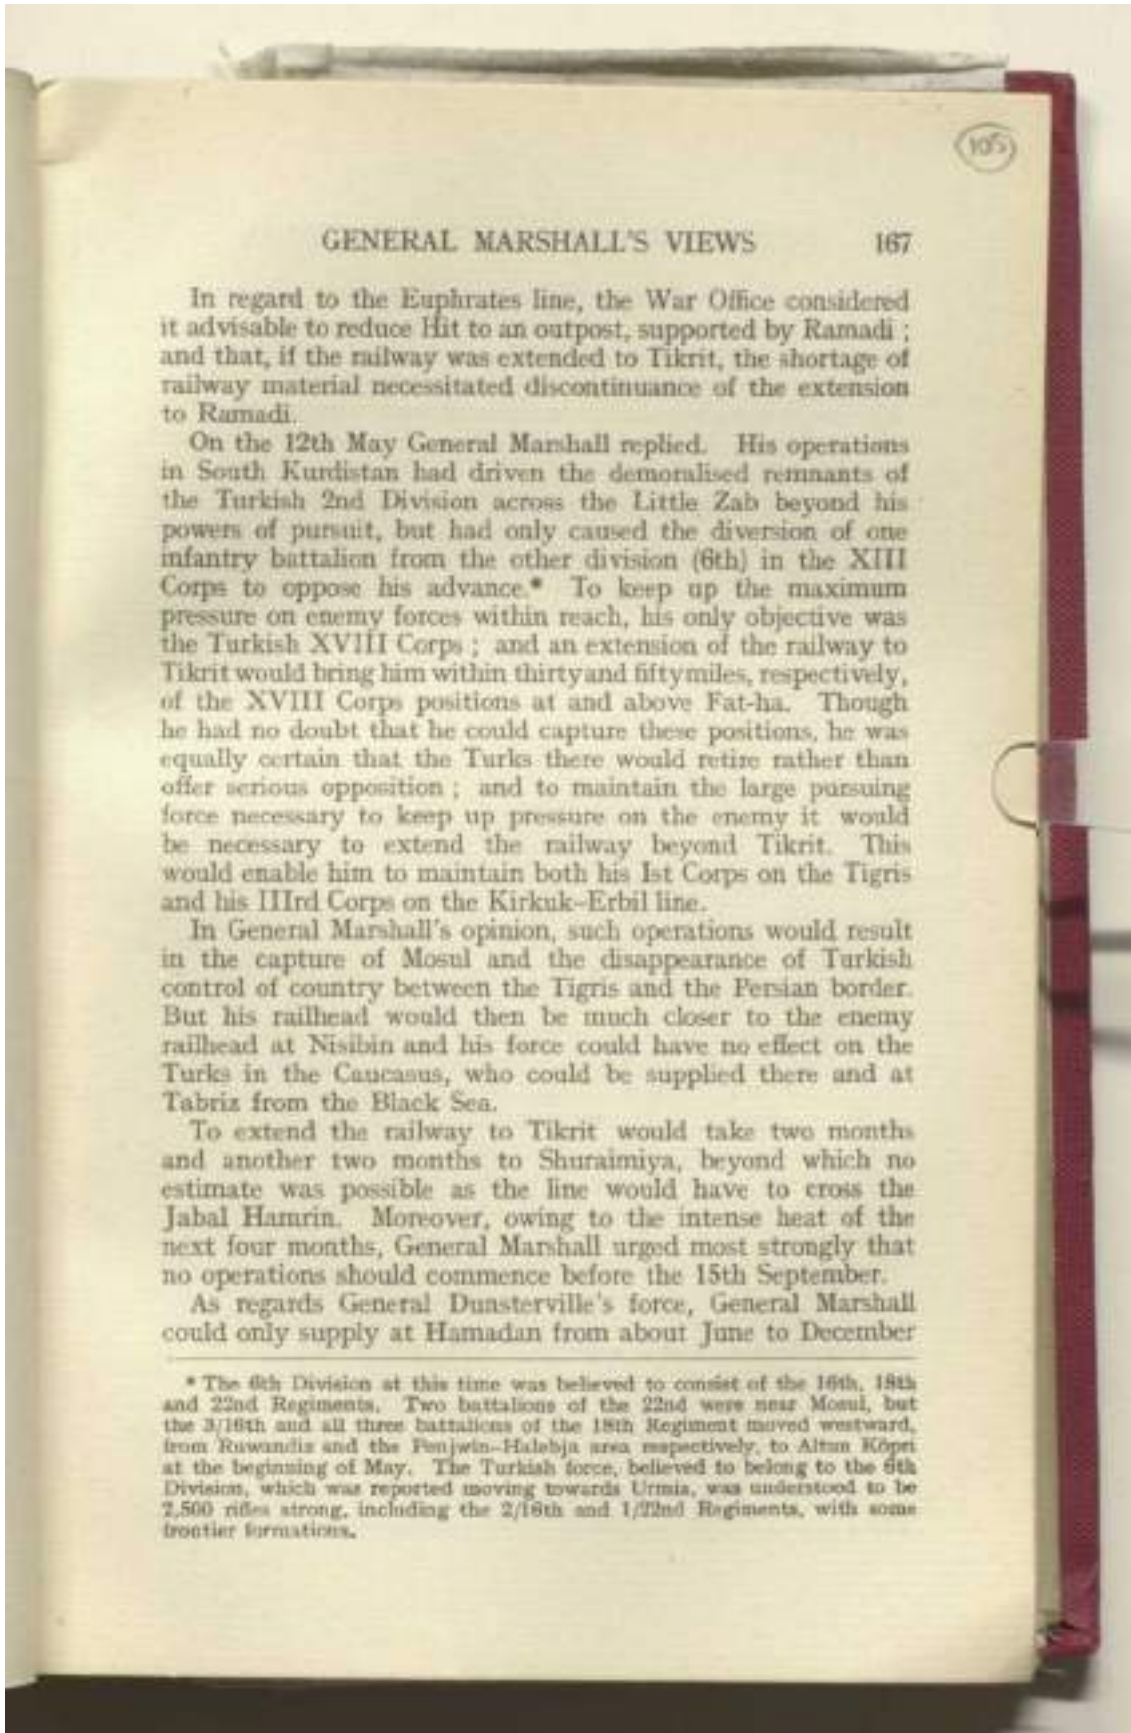 105
GENERAL MARSHALL'S VIEWS 167
In regard to the Euphrates line, the War Office considered
it advisable to reduce Hit to an outpost, supported by Ramadi ;
and that, if the railway was extended to Tikrit, the shortage of
railway material necessitated discontinuance of the extension
to Ramadi.
On the 12th May General Marshall replied. His operations
in South Kurdistan had driven the demoralised remnants of
the Turkish 2nd Division across the Little Zab beyond his
powers of pursuit, but had only caused the diversion of one
infantry battalion from the other division (6th) in the XIII
Corps to oppose his advance.* To keep up the maximum
pressure on enemy forces within reach, his only objective was
the Turkish XVIII Corps ; and an extension of the railway to
Tikrit would bring him within thirty and fifty miles, respectively,
of the XVIII Corps positions at and above Fat-ha. Though
he had no doubt that he could capture these positions, he was
equally certain that the Turks there would retire rather than
offer serious opposition ; and to maintain the large pursuing
force necessary to keep up pressure on the enemy it would
be necessary to extend the railway beyond Tikrit. This
would enable him to maintain both his Ist Corps on the Tigris
and his IIIrd Corps on the Kirkuk–Erbil line.
In General Marshall's opinion, such operations would result
in the capture of Mosul and the disappearance of Turkish
control of country between the Tigris and the Persian border.
But his railhead would then be much closer to the enemy
railhead at Nisibin and his force could have no effect on the
Turks in the Caucasus, who could be supplied there and at
Tabriz from the Black Sea.
To extend the railway to Tikrit would take two months
and another two months to Shuraimiya, beyond which no
estimate was possible as the line would have to cross the
Jabal Hamrin. Moreover, owing to the intense heat of the
next four months, General Marshall urged most strongly that
no operations should commence before the 15th September.
As regards General Dunsterville's force, General Marshall
could only supply at Hamadan from about June to December
* The 6th Division at this time was believed to consist of the 16th, 18th
and 22nd Regiments. Two battalions of the 22nd were near Mosul, but
the 3/16th and all three battalions of the 18th Regiment moved westward,
from Ruwandiz and the Penjwin–Halebja area respectively, to Altun Köpri
at the beginning of May. The Turkish force, believed to belong to the 6th
Division, which was reported moving towards Urmia, was understood to be
2,500 rifles strong, including the 2/16th and 1/22nd Regiments, with some
frontier formations.